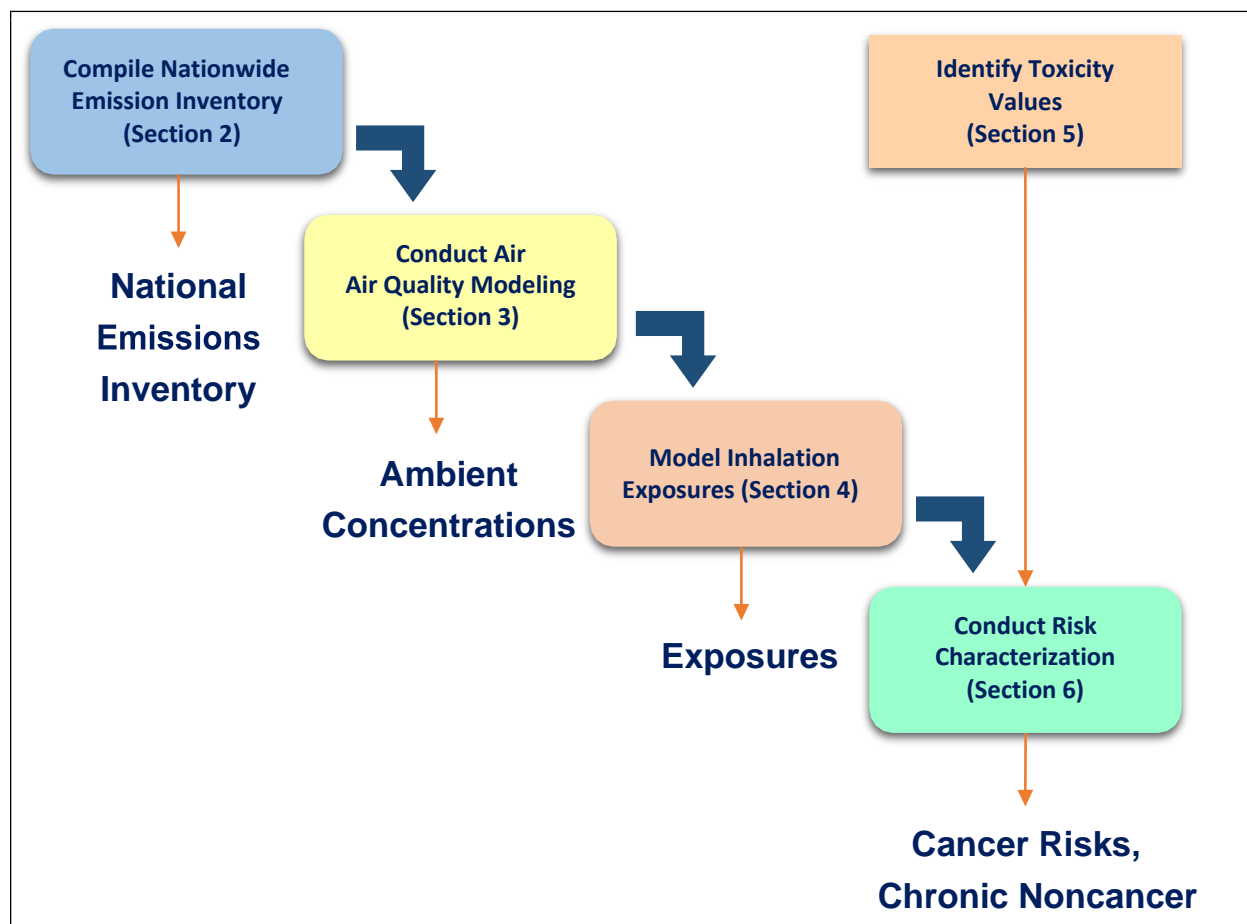 Compile Nationwide
Emission Inventory
(Section 2)
Identify Toxicity
Values
(Section 5)
National
Emissions
Inventory
Conduct Air
Air Quality Modeling
(Section 3)
Ambient
Concentrations
Model Inhalation
Exposures (Section 4)
Exposures
Conduct Risk
Characterization
(Section 6)
Cancer Risks,
Chronic Noncancer